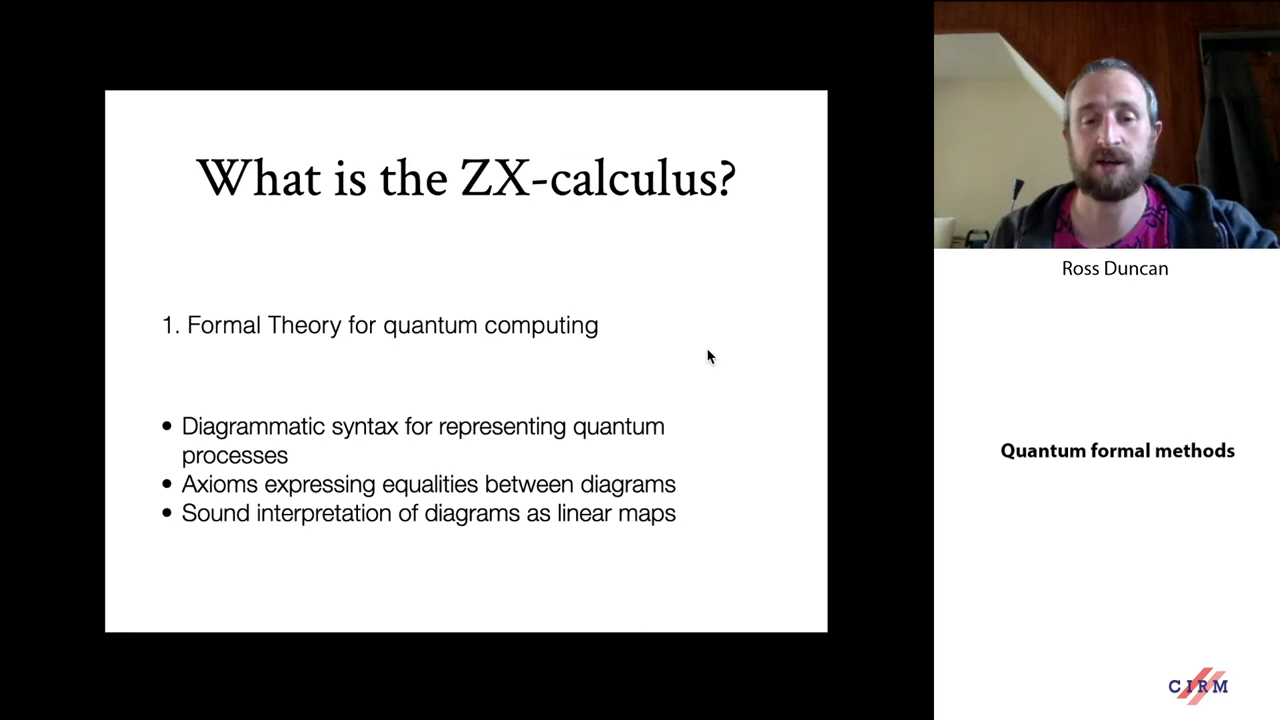 What is the ZX-calculus?
1. Formal Theory for quantum computing
• Diagrammatic syntax for representing quantum
processes
• Axioms expressing equalities between diagrams
• Sound interpretation of diagrams as linear maps
Ross Duncan
Quantum formal methods
CIRM